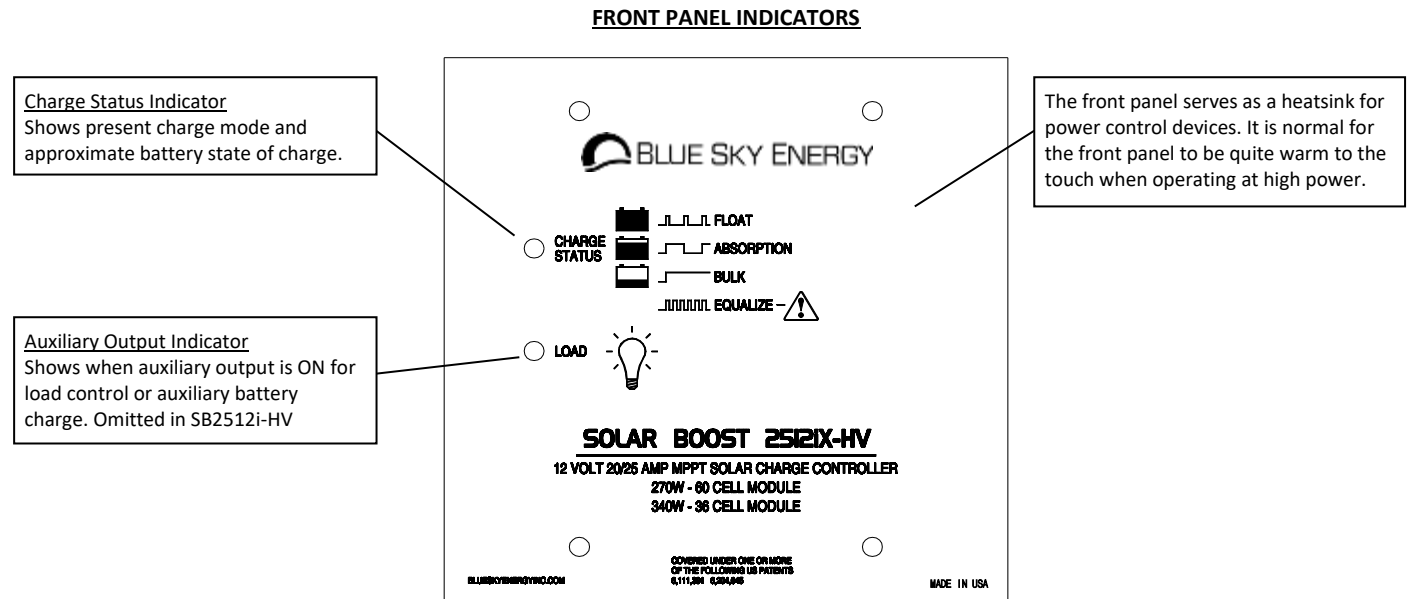 FRONT PANEL INDICATORS
Charge Status Indicator
Shows present charge mode and
approximate battery state of charge.
The front panel serves as a heatsink for
power control devices. It is normal for
the front panel to be quite warm to the
touch when operating at high power.
BLUE SKY ENERGY
FLOAT
CHARGE
STATUS
ABSORPTION
BULK
EQUALIZE
Auxiliary Output Indicator
Shows when auxiliary output is ON for
load control or auxiliary battery
charge. Omitted in SB2512i-HV
LOAD
SOLAR BOOST 2512IX-HV
12 VOLT 20/25 AMP MPPT SOLAR CHARGE CONTROLLER
270W - 60 CELL MODULE
340W - 36 CELL MODULE
COVERED UNDER ONE OR MORE
OF THE FOLLOWING US PATENTS
BLUESKYENERGYINC.COM
MADE IN USA